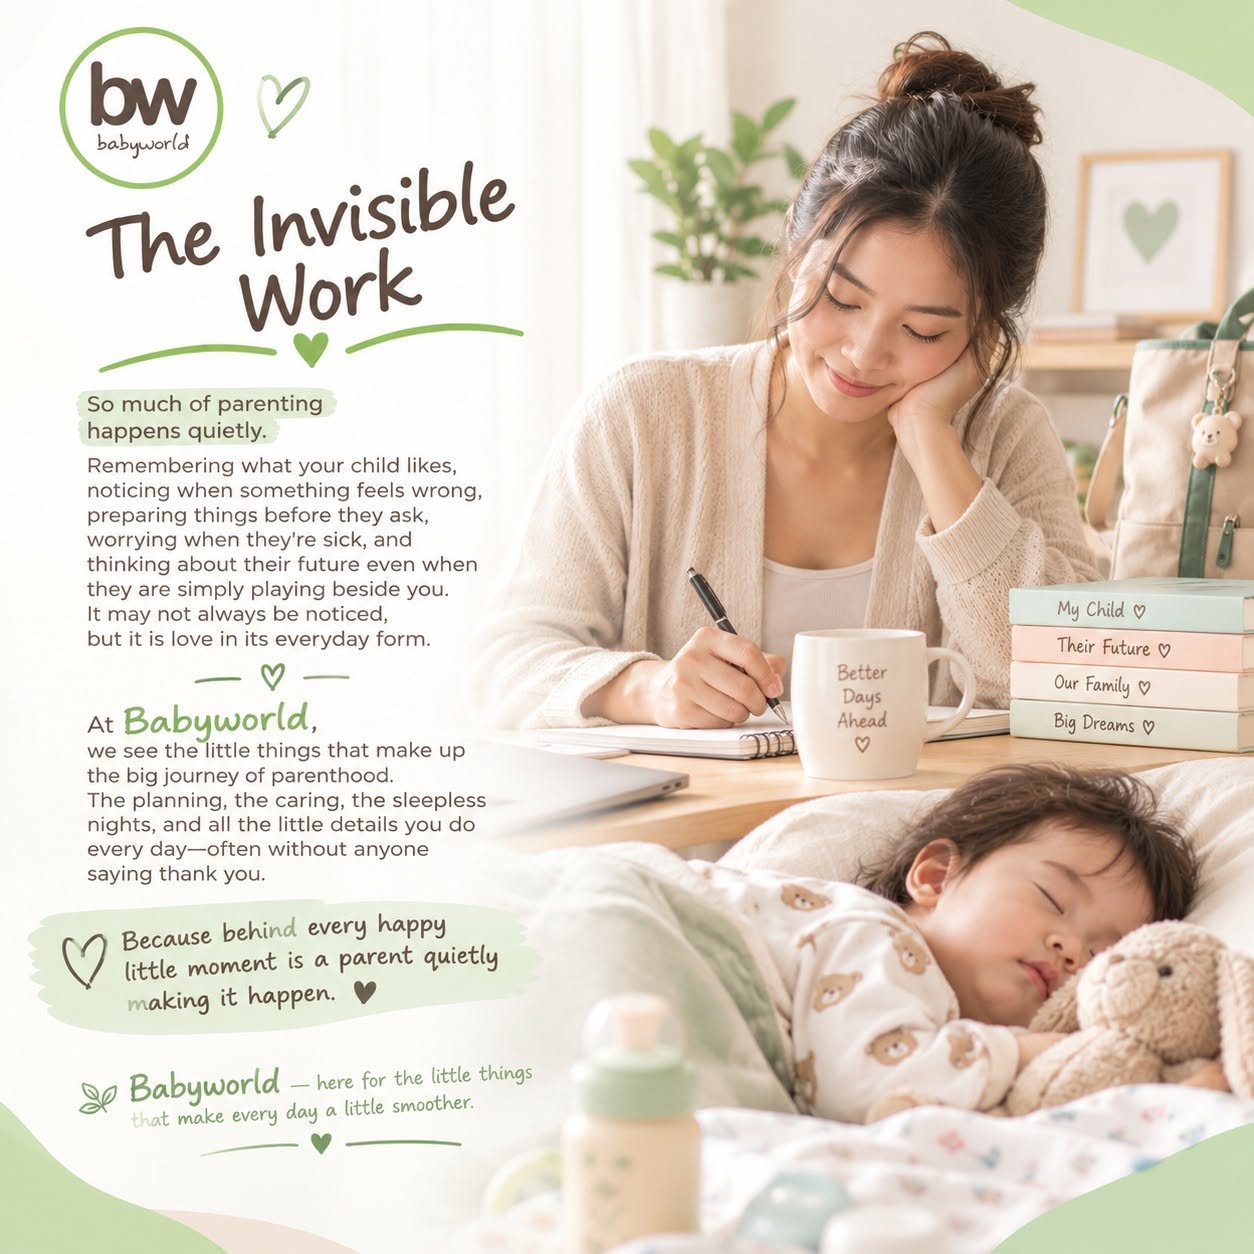 bw
babyworld
The Invisible
Work
So much of parenting
happens quietly.
Remembering what your child likes,
noticing when something feels wrong,
preparing things before they ask,
worrying when they're sick, and
thinking about their future even when
they are simply playing beside you.
It may not always be noticed,
but it is love in its everyday form.
At Babyworld,
we see the little things that make up
the big journey of parenthood.
The planning, the caring, the sleepless
nights, and all the little details you do
every day—often without anyone
saying thank you.
Because behind every happy
little moment is a parent quietly
making it happen.
Babyworld — here for the little things
that make every day a little smoother.
Better
Days
Ahead
My Child
Their Future
Our Family
Big Dreams